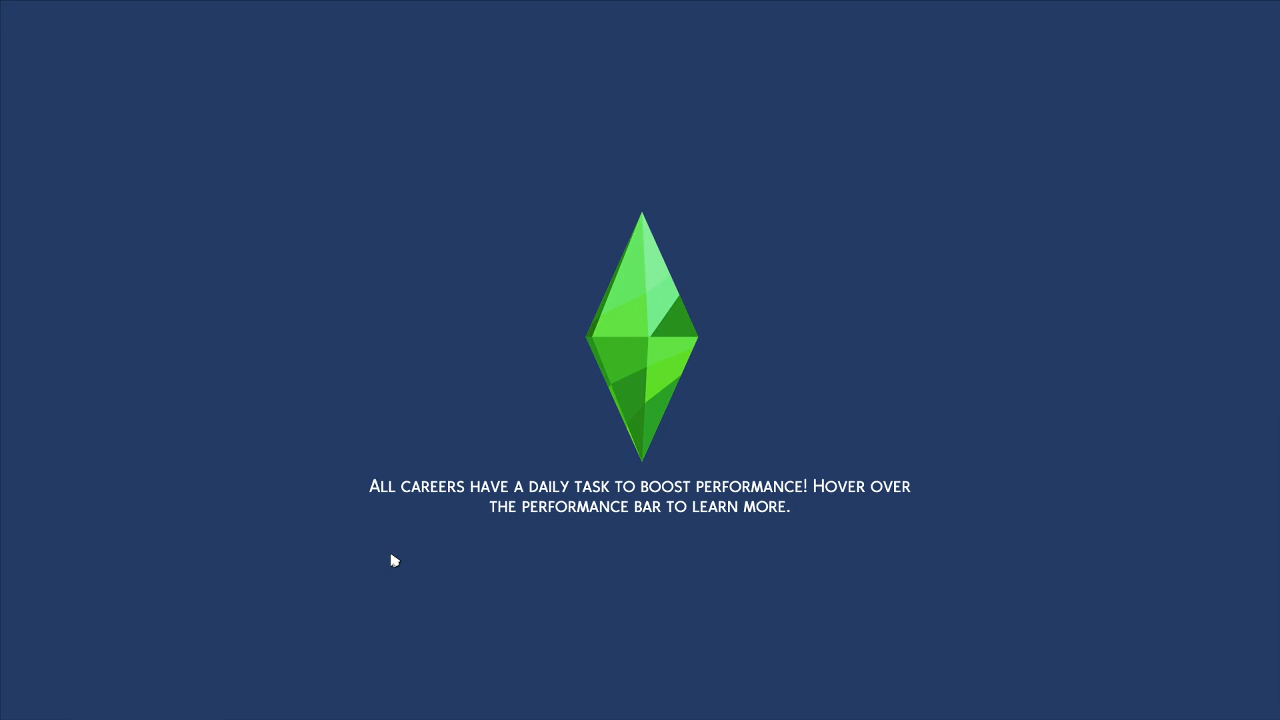 All careers have a daily task to boost performance! Hover over
the performance bar to learn more.